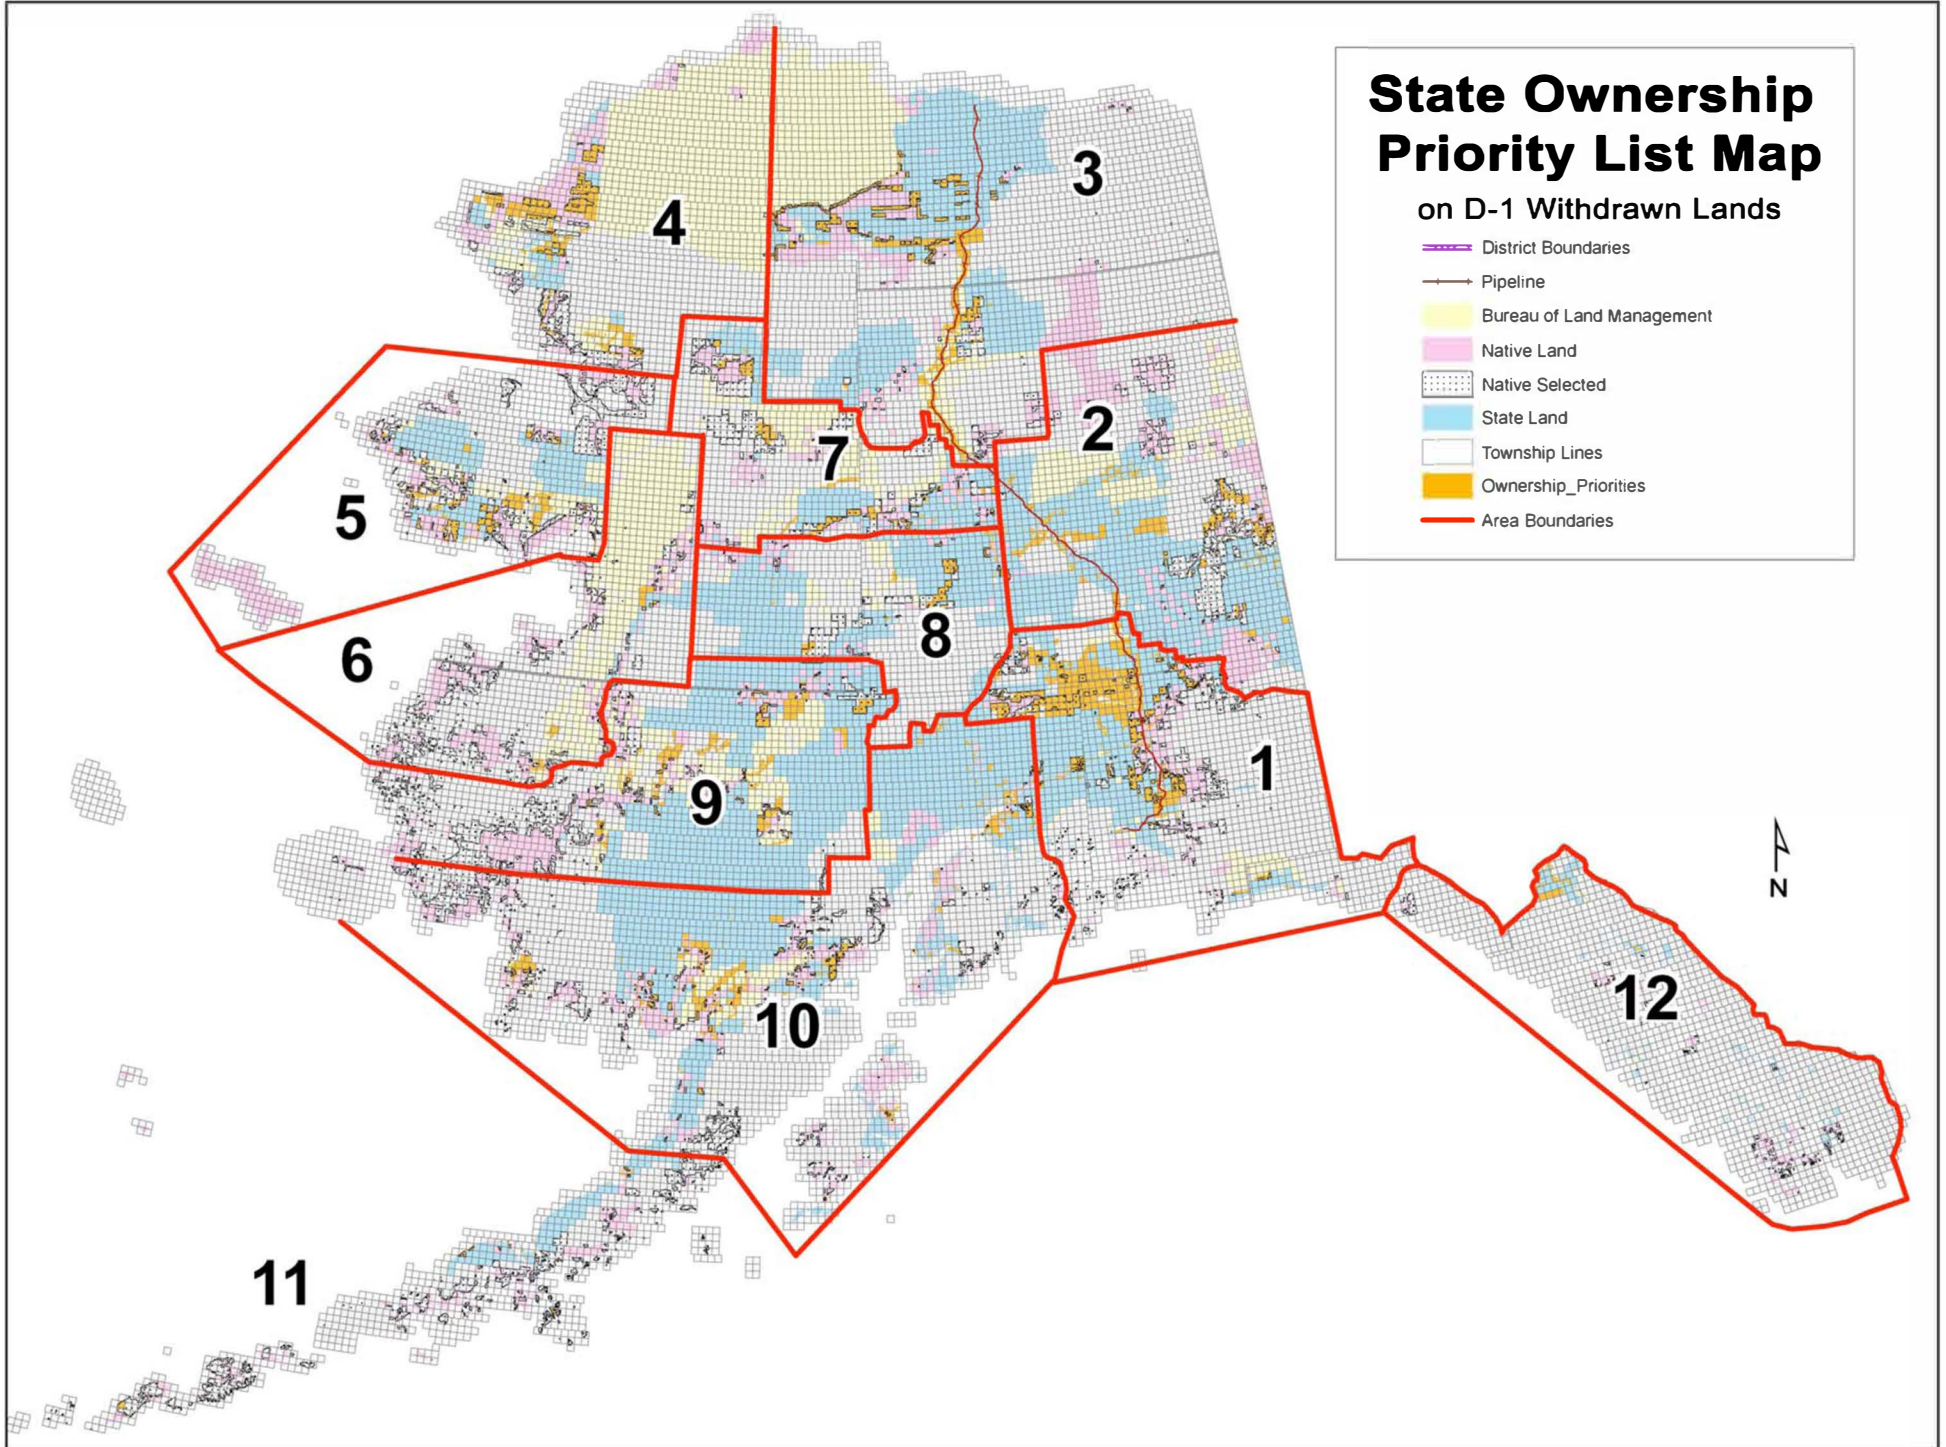 State Ownership
Priority List Map
on D-1 Withdrawn Lands
District Boundaries
Pipeline
Bureau of Land Management
Native Land
Native Selected
State Land
Township Lines
Ownership_Priorities
Area Boundaries
3
4
2
7
5
8
6
1
9
N
12
10
11